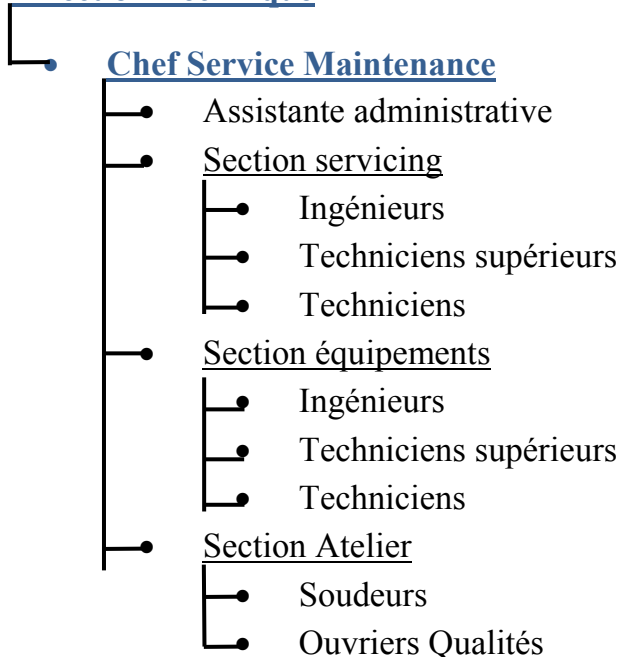 Chef Service Maintenance
Assistante administrative
Section servicing
Ingénieurs
Techniciens supérieurs
Techniciens
Section équipements
Ingénieurs
Techniciens supérieurs
Techniciens
Section Atelier
Soudeurs
Ouvriers Qualités